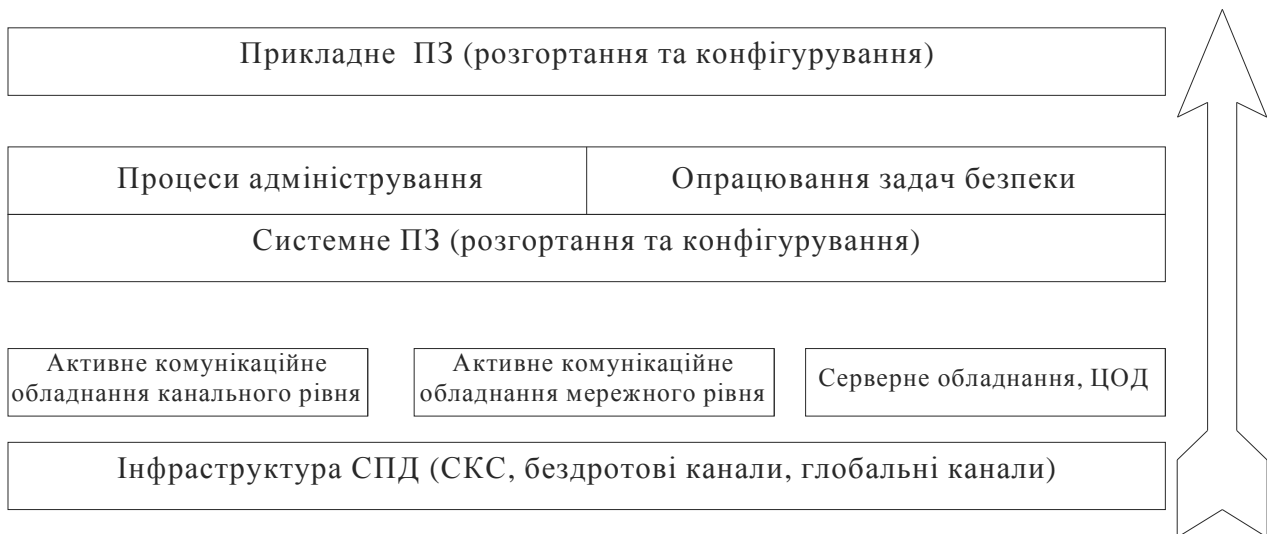 Прикладне ПЗ (розгортання та конфігурування)
Процеси адміністрування
Опрацювання задач безпеки
Системне ПЗ (розгортання та конфігурування)
Активне комунікаційне
обладнання канального рівня
Активне комунікаційне
обладнання мережного рівня
Серверне обладнання, ЦОД
Інфраструктура СПД (СКС, бездротові канали, глобальні канали)